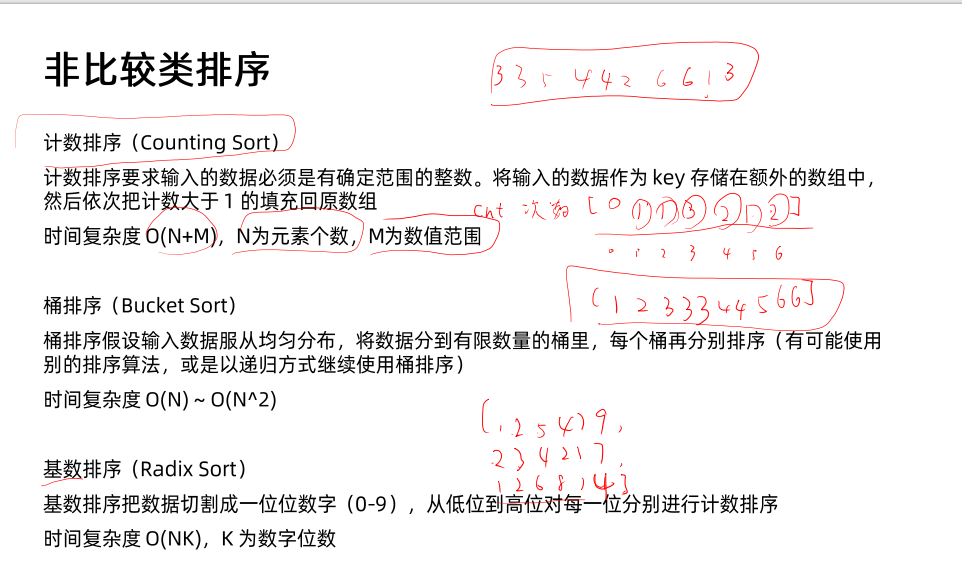 非比较类排序
3 3 5 4 4 2 6 6 1 3
计数排序（Counting Sort）
计数排序要求输入的数据必须是有确定范围的整数。将输入的数据作为 key 存储在额外的数组中，
然后依次把计数大于 1 的填充回原数组
cnt 次数 [0 1 1 3 2 1 2]
时间复杂度 O(N+M)，N为元素个数，M为数值范围
0 1 2 3 4 5 6
[1 2 3 3 3 4 4 5 6 6]
桶排序（Bucket Sort）
桶排序假设输入数据服从均匀分布，将数据分到有限数量的桶里，每个桶再分别排序（有可能使用
别的排序算法，或是以递归方式继续使用桶排序）
时间复杂度 O(N) ~ O(N^2)
2 3 4 2 1 7,
基数排序（Radix Sort）
1 2 6 8 1 4]
基数排序把数据切割成一位位数字（0-9），从低位到高位对每一位分别进行计数排序
时间复杂度 O(NK)，K 为数字位数